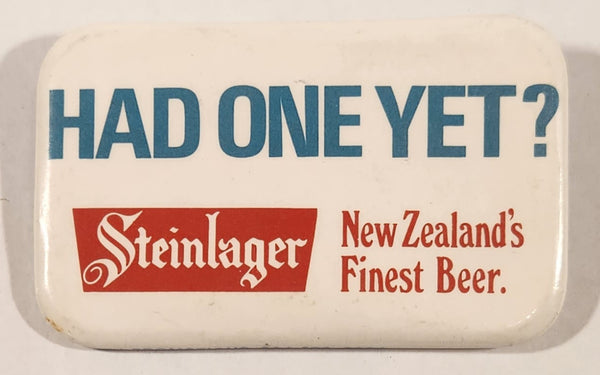 HAD ONE YET?
Steinlager
New Zealand's
Finest Beer.